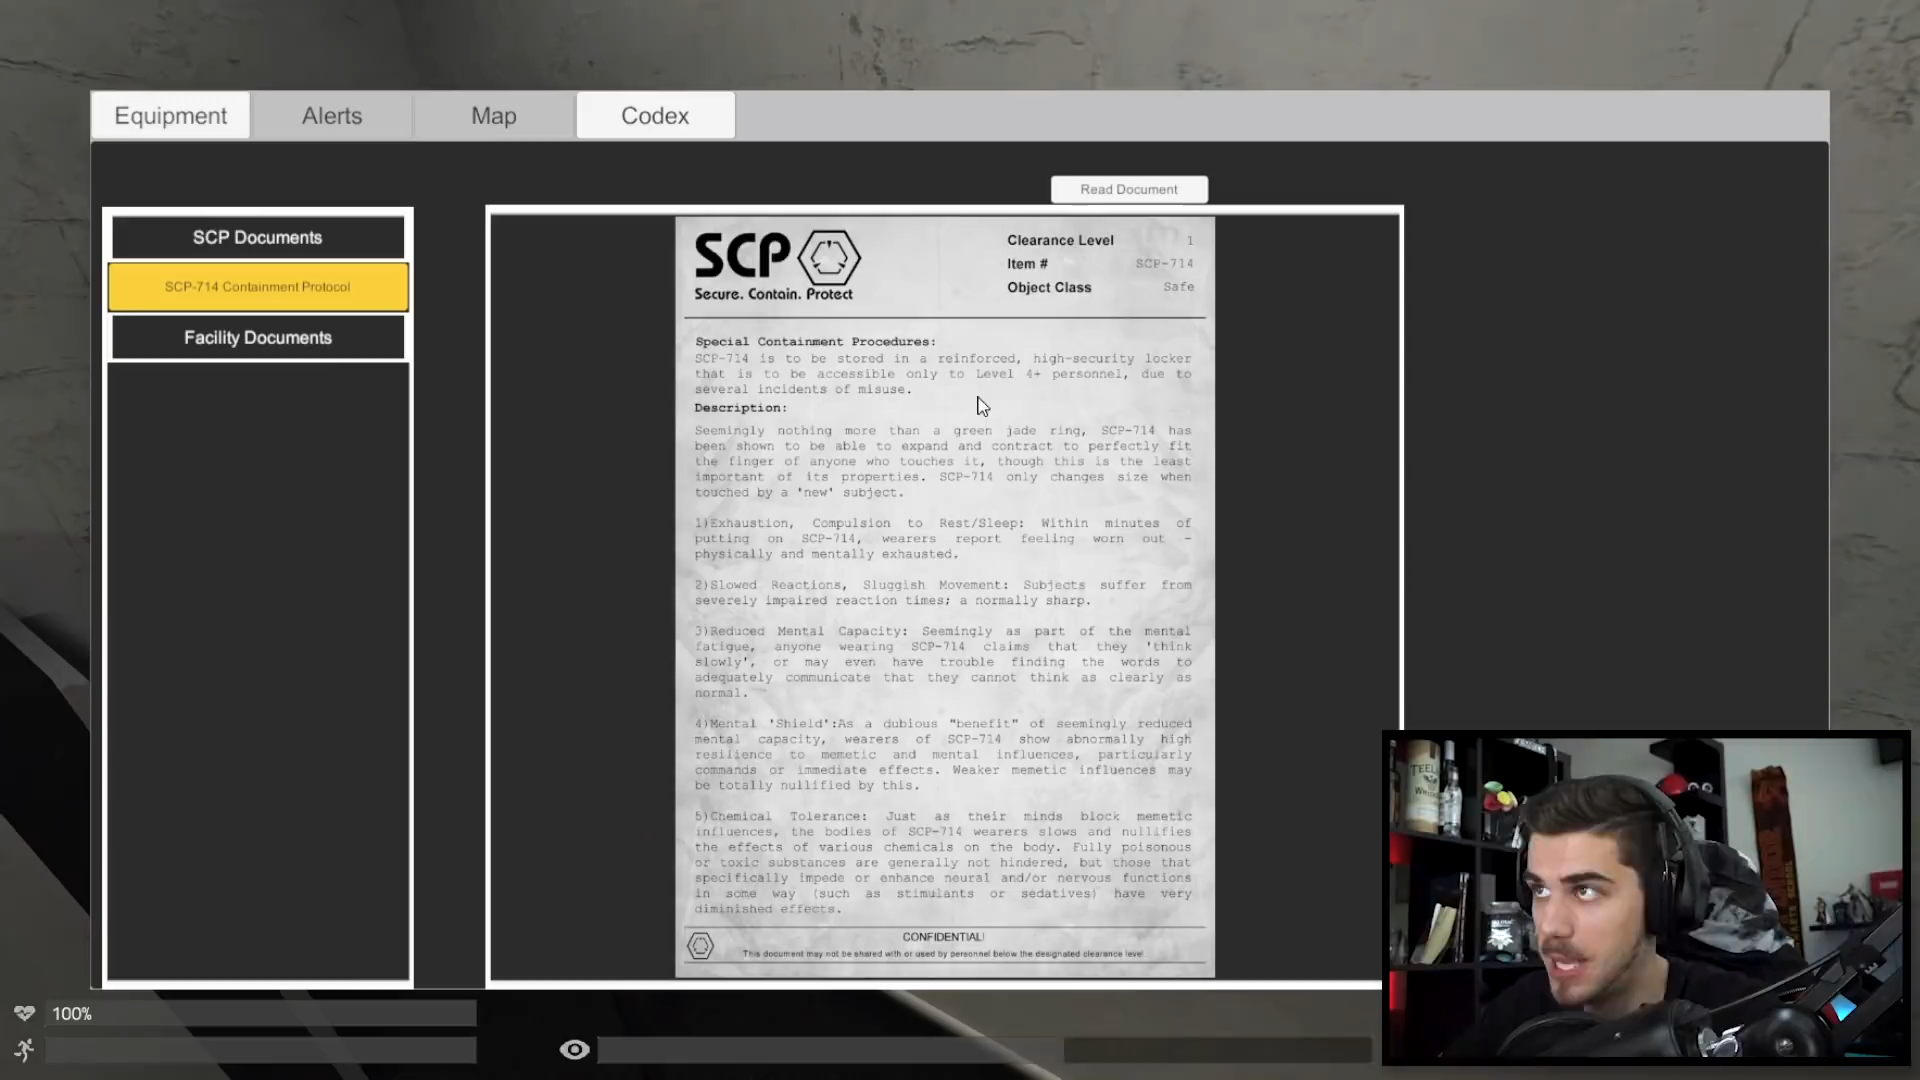 Equipment
Alerts
Map
Codex
Read Document
SCP Documents
SCP-714 Containment Protocol
Facility Documents
SCP
Secure. Contain. Protect
Clearance Level 1
Item # SCP-714
Object Class Safe
Special Containment Procedures:
SCP-714 is to be stored in a reinforced, high-security locker
that is to be accessible only to Level 4+ personnel, due to
several incidents of misuse.
Description:
Seemingly nothing more than a green jade ring, SCP-714 has
been shown to be able to expand and contract to perfectly fit
the finger of anyone who touches it, though this is the least
important of its properties. SCP-714 only changes size when
touched by a 'new' subject.
1)Exhaustion, Compulsion to Rest/Sleep: Within minutes of
putting on SCP-714, wearers report feeling worn out -
physically and mentally exhausted.
2)Slowed Reactions, Sluggish Movement: Subjects suffer from
severely impaired reaction times; a normally sharp.
3)Reduced Mental Capacity: Seemingly as part of the mental
fatigue, anyone wearing SCP-714 claims that they 'think
slowly', or may even have trouble finding the words to
adequately communicate that they cannot think as clearly as
normal.
4)Mental 'Shield':As a dubious "benefit" of seemingly reduced
mental capacity, wearers of SCP-714 show abnormally high
resilience to memetic and mental influences, particularly
commands or immediate effects. Weaker memetic influences may
be totally nullified by this.
5)Chemical Tolerance: Just as their minds block memetic
influences, the bodies of SCP-714 wearers slows and nullifies
the effects of various chemicals on the body. Fully poisonous
or toxic substances are generally not hindered, but those that
specifically impede or enhance neural and/or nervous functions
in some way (such as stimulants or sedatives) have very
diminished effects.
CONFIDENTIAL!
This document may not be shared with or used by personnel below the designated clearance level
100%